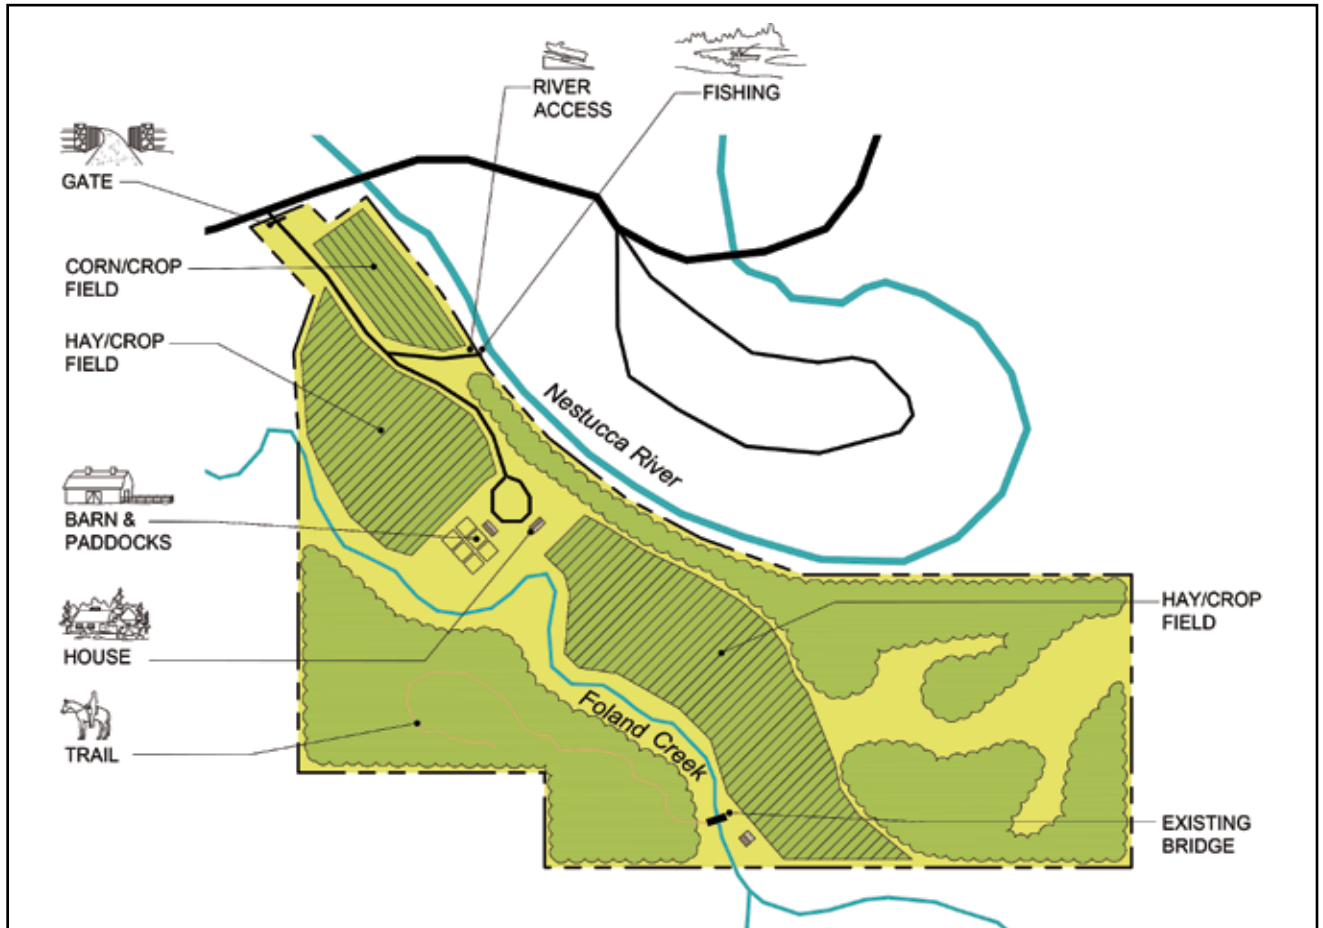 RIVER
ACCESS
FISHING
GATE
CORN/CROP
FIELD
HAY/CROP
FIELD
Nestucca River
BARN &
PADDOCKS
HAY/CROP
FIELD
HOUSE
Foland Creek
TRAIL
EXISTING
BRIDGE